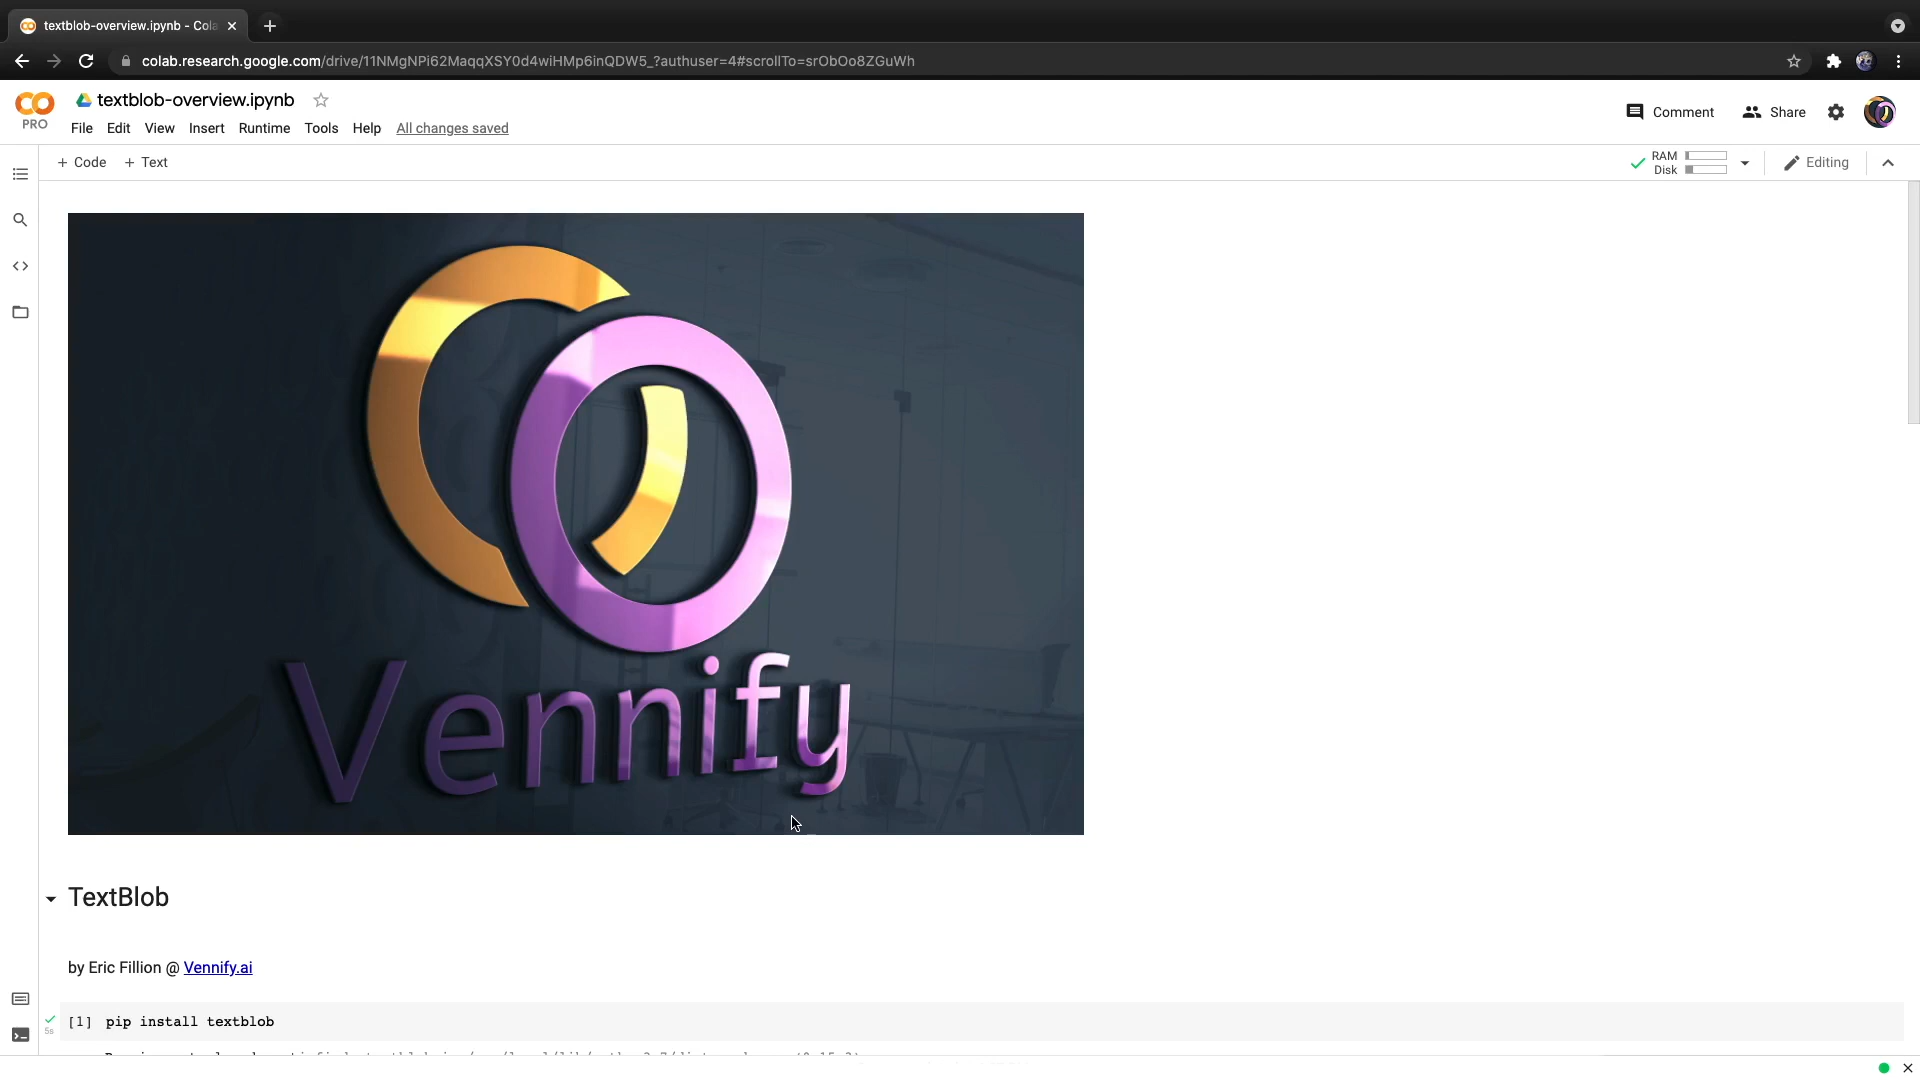 textblob-overview.ipynb - Cola
colab.research.google.com/drive/11NMgNPi62MaqqXSY0d4wiHMp6inQDW5_?authuser=4#scrollTo=srObOo8ZGuWh
PRO
textblob-overview.ipynb
File Edit View Insert Runtime Tools Help All changes saved
Comment Share
+ Code + Text
RAM
Disk
Editing
Vennify
TextBlob
by Eric Fillion @ Vennify.ai
[1] pip install textblob
5s